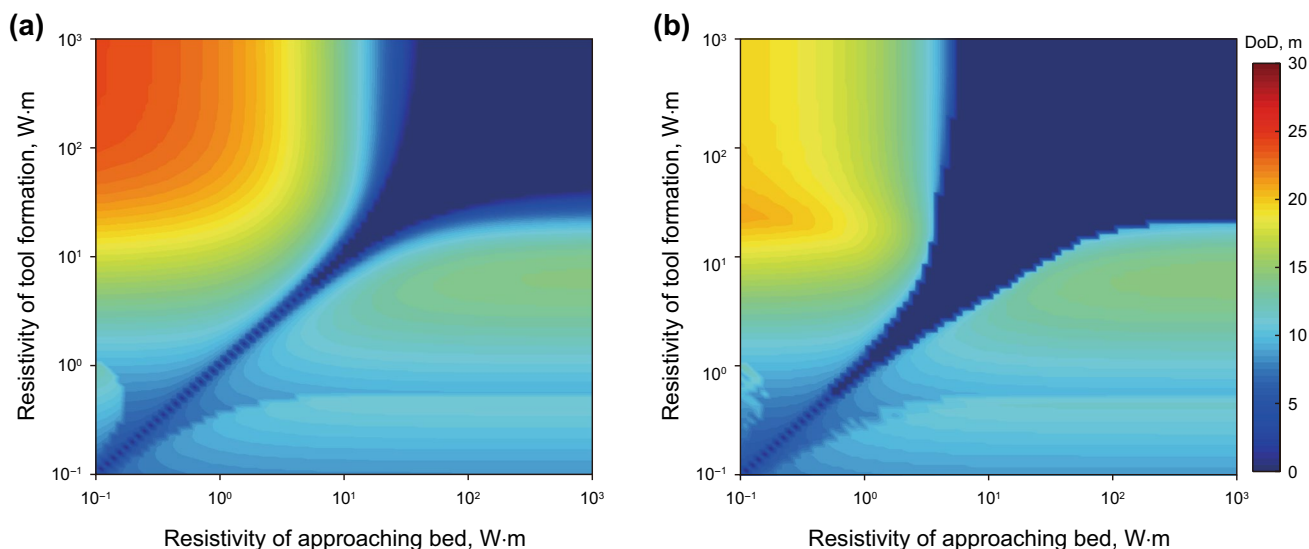 (a)
10³
10²
10¹
10⁰
10⁻¹
Resistivity of tool formation, W·m
10⁻¹ 10⁰ 10¹ 10² 10³
Resistivity of approaching bed, W·m
(b)
10³
10²
10¹
10⁰
10⁻¹
Resistivity of tool formation, W·m
10⁻¹ 10⁰ 10¹ 10² 10³
Resistivity of approaching bed, W·m
DoD, m
30
25
20
15
10
5
0